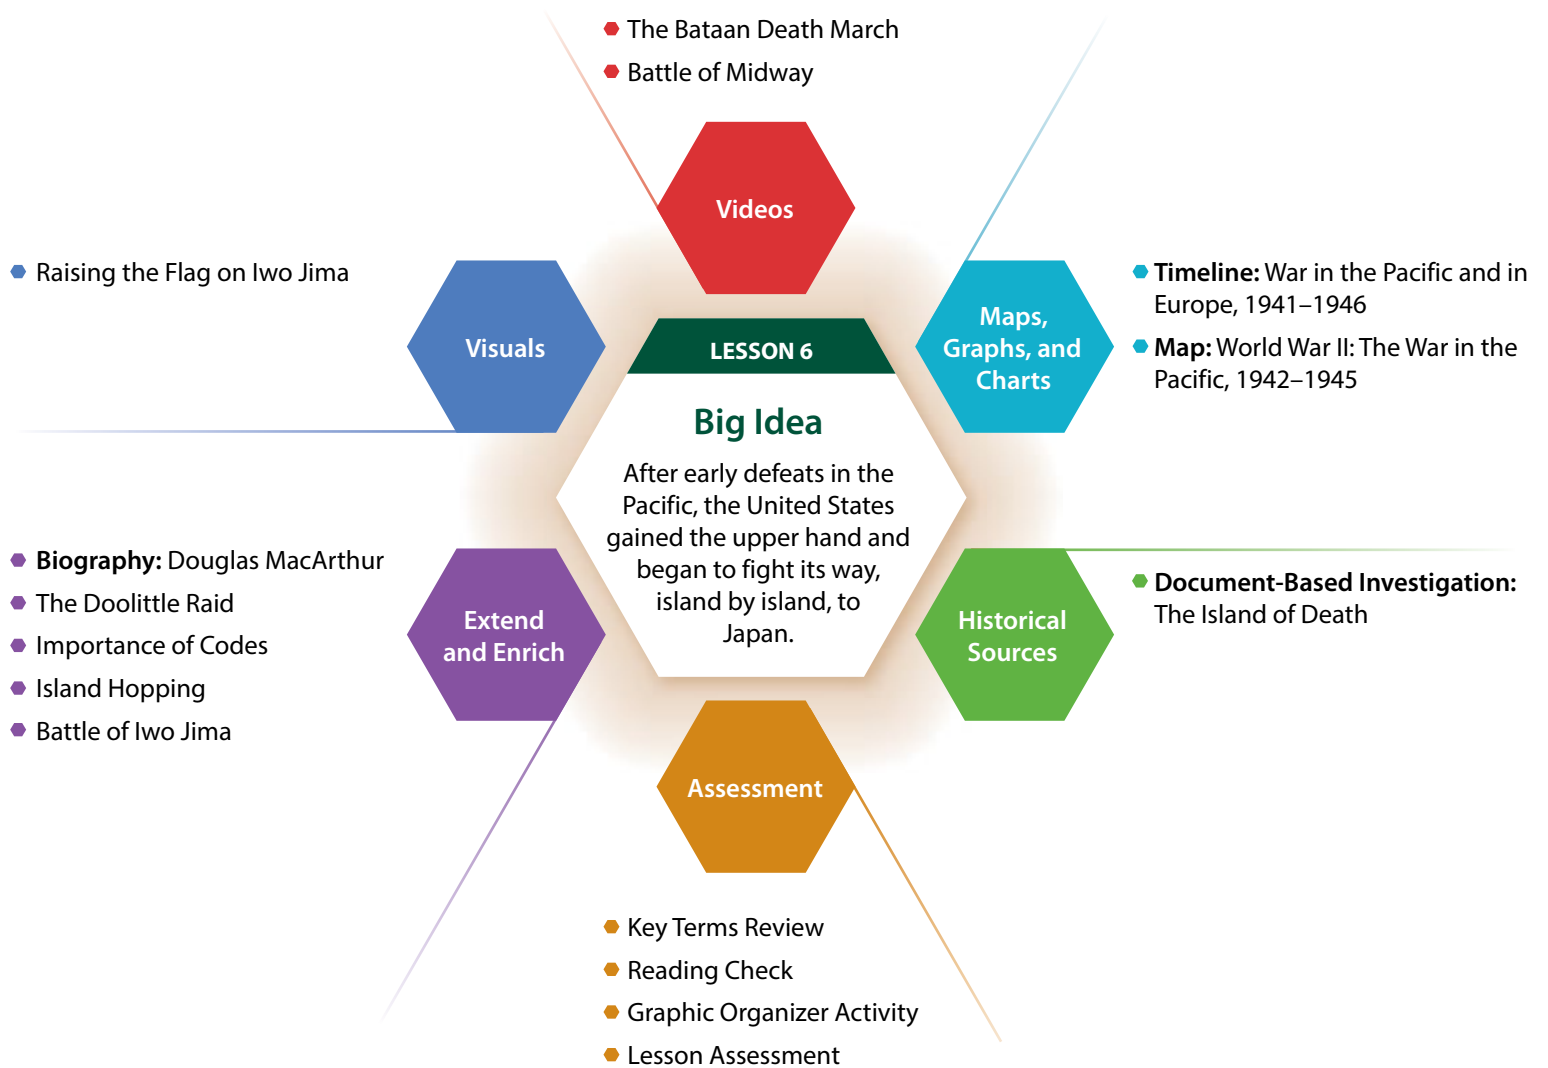 The Bataan Death March
Battle of Midway
Videos
Raising the Flag on Iwo Jima
Visuals
Maps,
Graphs, and
Charts
Timeline: War in the Pacific and in
Europe, 1941–1946
Map: World War II: The War in the
Pacific, 1942–1945
LESSON 6
Big Idea
After early defeats in the
Pacific, the United States
gained the upper hand and
began to fight its way,
island by island, to
Japan.
Biography: Douglas MacArthur
The Doolittle Raid
Importance of Codes
Island Hopping
Battle of Iwo Jima
Extend
and Enrich
Historical
Sources
Document-Based Investigation:
The Island of Death
Assessment
Key Terms Review
Reading Check
Graphic Organizer Activity
Lesson Assessment